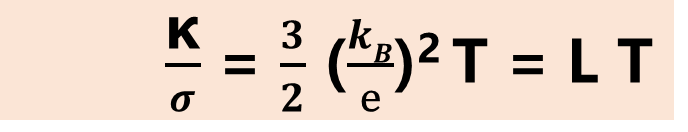 κ/σ = 3/2 (k_B/e)² T = L T